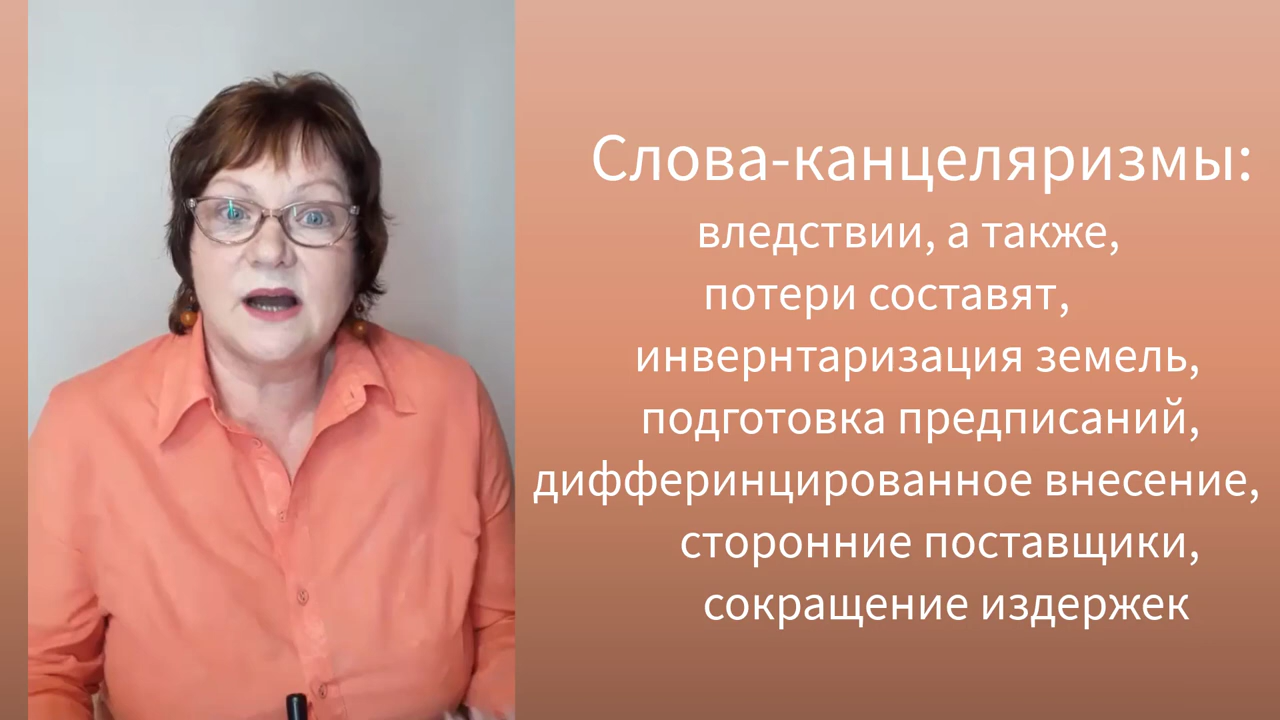 Слова-канцеляризмы:
вледствии, а также,
потери составят,
инвернтаризация земель,
подготовка предписаний,
дифферинцированное внесение,
сторонние поставщики,
сокращение издержек